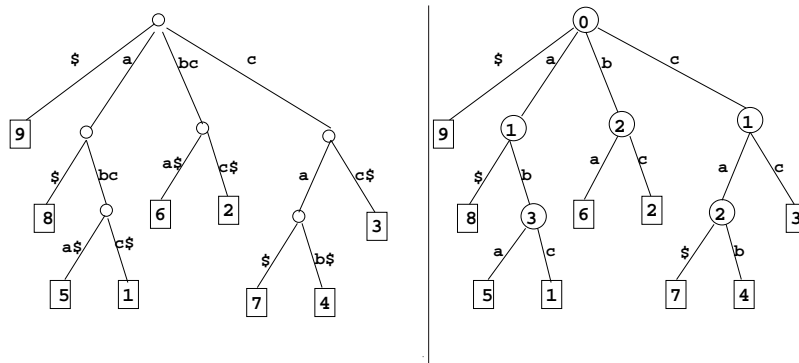 0
$ a bc c
$ a b c
9
9 1 2 1
$ bc a$ c$ a c$
$ b a c a c
8 6 2 3
8 3 6 2 2 3
a$ c$ $ b$
a c $ b
5 1 7 4
5 1 7 4